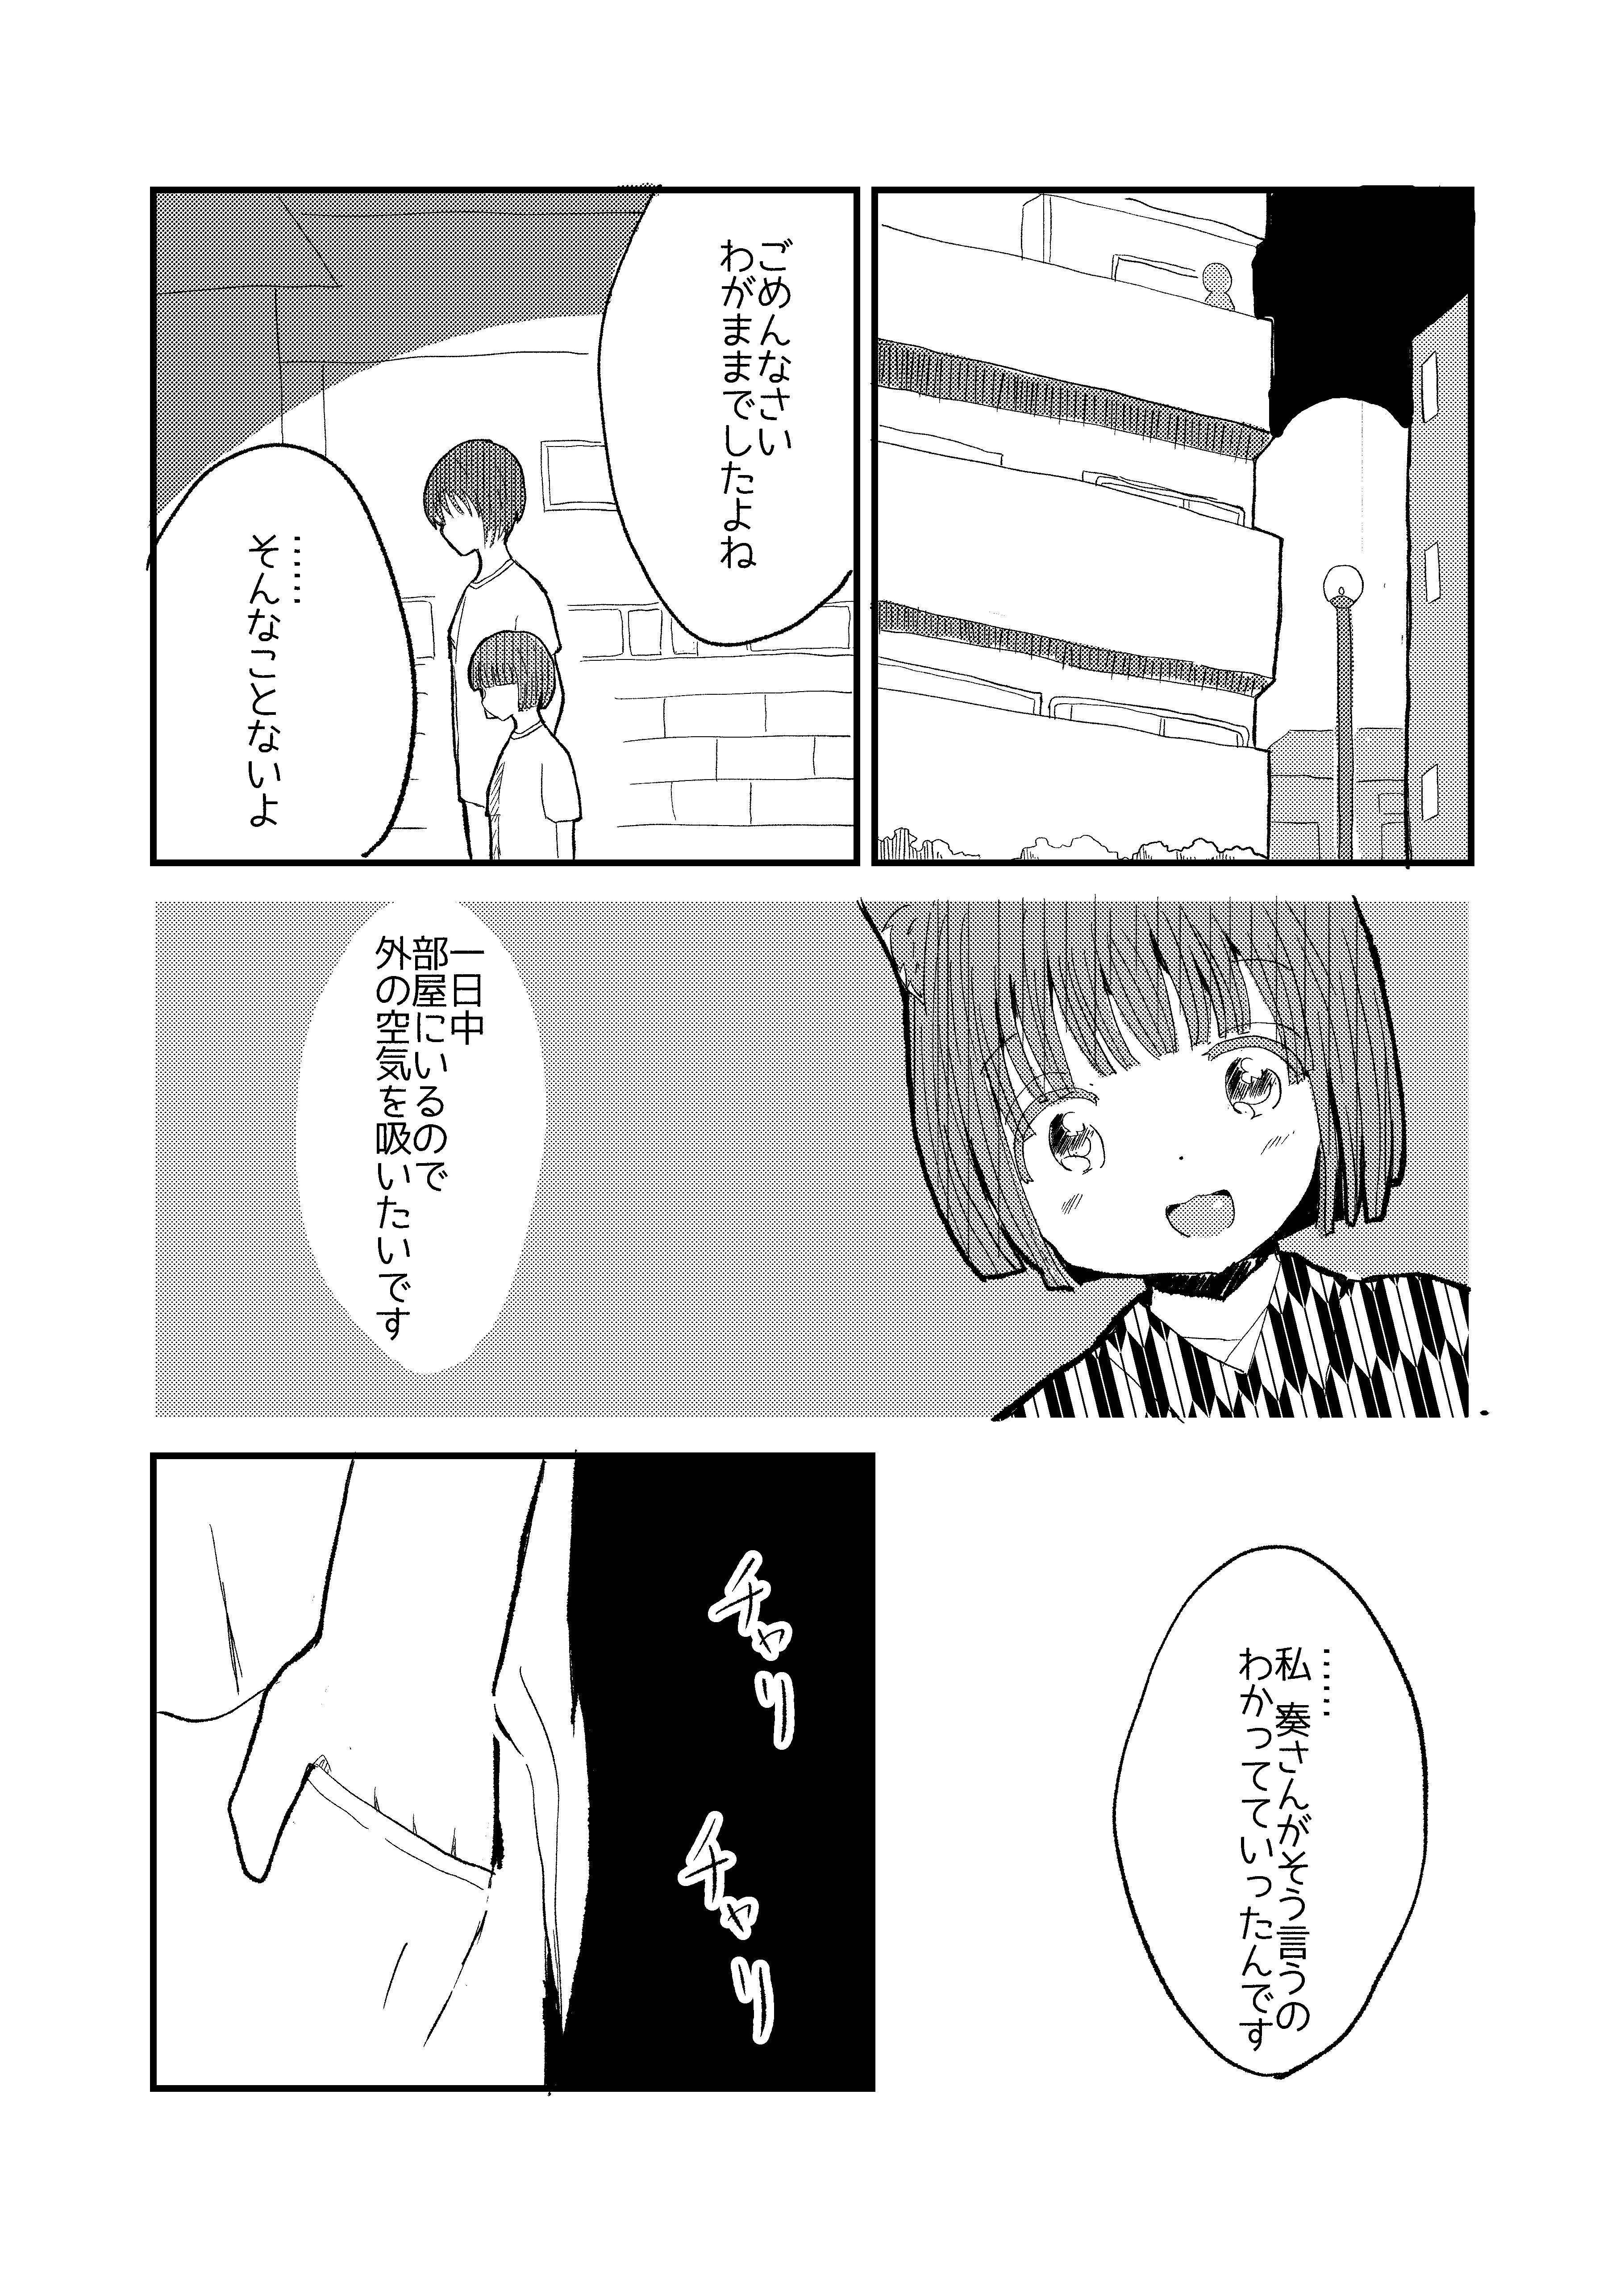 ごめんなさい
わがままでしたよね
……
そんなことないよ
一日中
部屋にいるので
外の空気を吸いたいです
……
私 奏さんがそう言うの
わかってていったんです
チャリ
チャリ